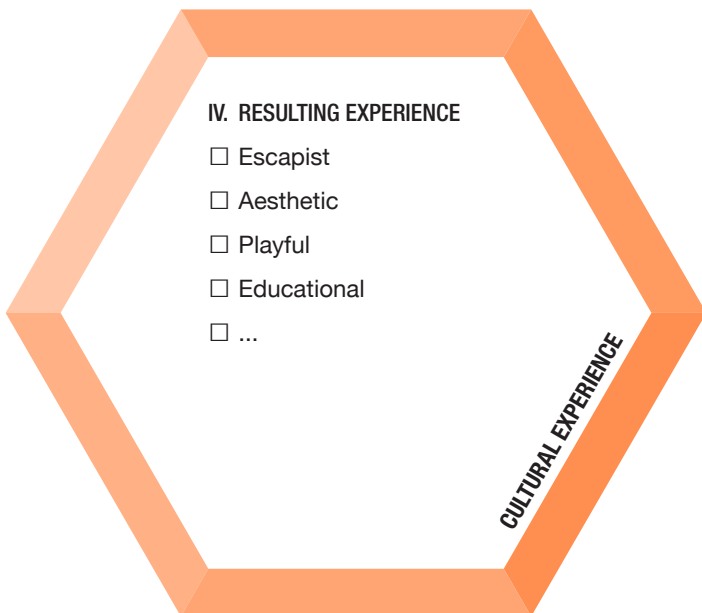 IV. RESULTING EXPERIENCE
☐ Escapist
☐ Aesthetic
☐ Playful
☐ Educational
☐ ...
CULTURAL EXPERIENCE